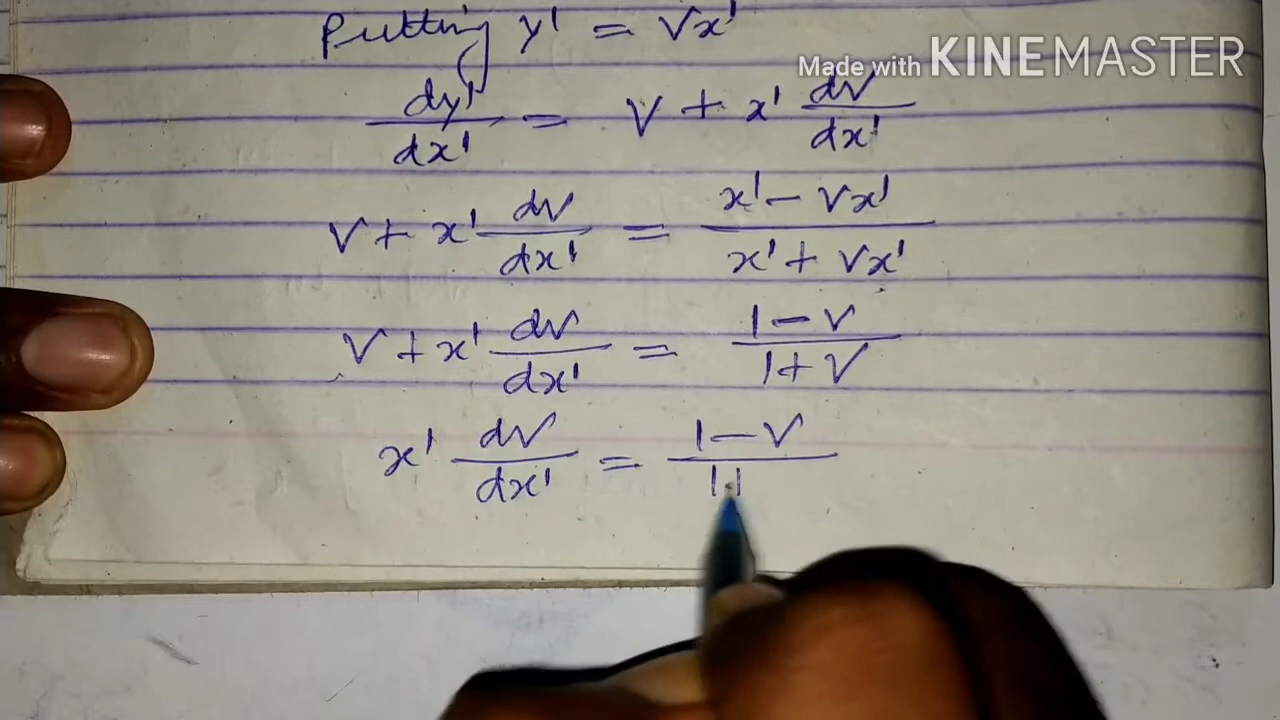 Putting y' = vx'
Made with KINEMASTER
dy'/dx' = v + x' dv/dx'
v + x' dv/dx' = x' - vx' / x' + vx'
v + x' dv/dx' = 1 - v / 1 + v
x' dv/dx' = 1 - v / 1